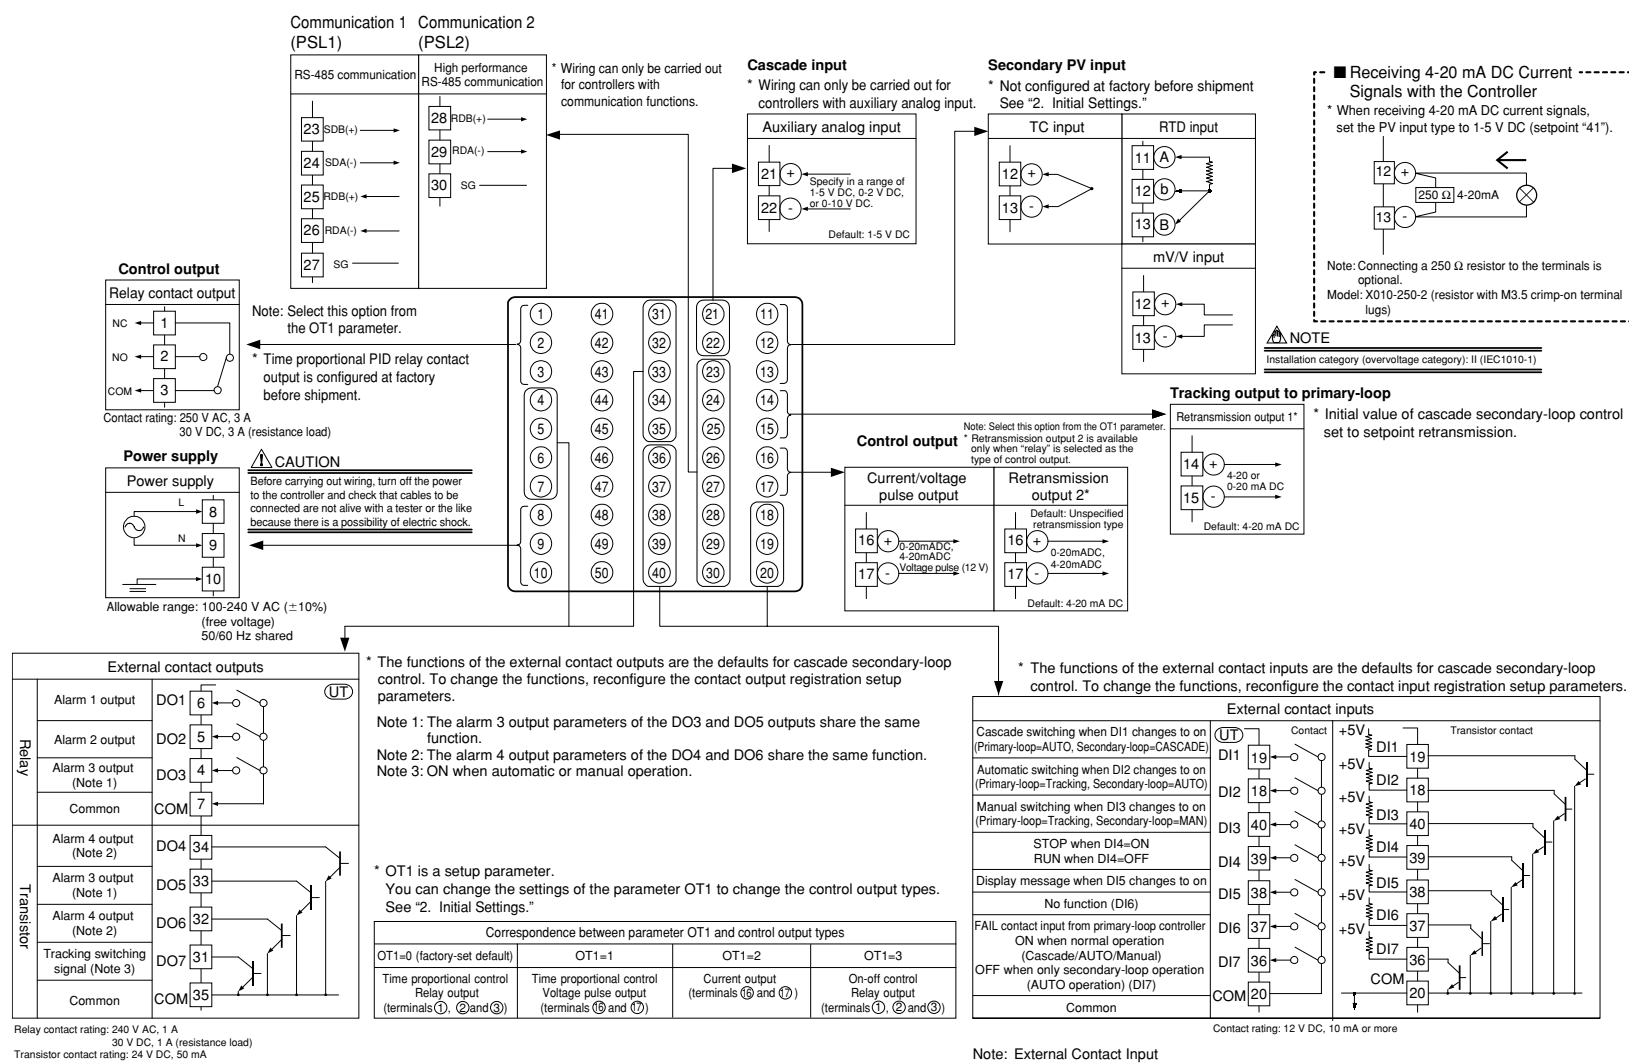 Communication 1
(PSL1)
Communication 2
(PSL2)
RS-485 communication
High performance
RS-485 communication
23 SDB(+)
24 SDA(-)
25 RDB(+)
26 RDA(-)
27 SG
28 RDB(+)
29 RDA(-)
30 SG
* Wiring can only be carried out
for controllers with
communication functions.
Cascade input
* Wiring can only be carried out for
controllers with auxiliary analog input.
Auxiliary analog input
21 +
22 -
Specify in a range of
1-5 V DC, 0-2 V DC,
or 0-10 V DC.
Default: 1-5 V DC
Secondary PV input
* Not configured at factory before shipment
See “2. Initial Settings.”
TC input
12 +
13 -
RTD input
11 A
12 b
13 B
mV/V input
12 +
13 -
■ Receiving 4-20 mA DC Current
Signals with the Controller
* When receiving 4-20 mA DC current signals,
set the PV input type to 1-5 V DC (setpoint “41”).
12 +
250 Ω 4-20mA
13 -
Note: Connecting a 250 Ω resistor to the terminals is
optional.
Model: X010-250-2 (resistor with M3.5 crimp-on terminal
lugs)
NOTE
Installation category (overvoltage category): II (IEC1010-1)
Control output
Relay contact output
NC 1
NO 2
COM 3
Contact rating: 250 V AC, 3 A
30 V DC, 3 A (resistance load)
Note: Select this option from
the OT1 parameter.
* Time proportional PID relay contact
output is configured at factory
before shipment.
Power supply
Power supply
L 8
N 9
10
Allowable range: 100-240 V AC (±10%)
(free voltage)
50/60 Hz shared
CAUTION
Before carrying out wiring, turn off the power
to the controller and check that cables to be
connected are not alive with a tester or the like
because there is a possibility of electric shock.
1 41 31 21 11
2 42 32 22 12
3 43 33 23 13
4 44 34 24 14
5 45 35 25 15
6 46 36 26 16
7 47 37 27 17
8 48 38 28 18
9 49 39 29 19
10 50 40 30 20
Tracking output to primary-loop
Retransmission output 1*
14 +
15 -
4-20 or
0-20 mA DC
Default: 4-20 mA DC
* Initial value of cascade secondary-loop control
set to setpoint retransmission.
Control output
Note: Select this option from the OT1 parameter.
* Retransmission output 2 is available
only when “relay” is selected as the
type of control output.
Current/voltage
pulse output
16 +
17 -
0-20mADC,
4-20mADC
Voltage pulse (12 V)
Retransmission
output 2*
Default: Unspecified
retransmission type
16 +
17 -
0-20mADC,
4-20mADC
Default: 4-20 mA DC
External contact outputs
UT
Relay
Alarm 1 output DO1 6
Alarm 2 output DO2 5
Alarm 3 output
(Note 1) DO3 4
Common COM 7
Transistor
Alarm 4 output
(Note 2) DO4 34
Alarm 3 output
(Note 1) DO5 33
Alarm 4 output
(Note 2) DO6 32
Tracking switching
signal (Note 3) DO7 31
Common COM 35
Relay contact rating: 240 V AC, 1 A
30 V DC, 1 A (resistance load)
Transistor contact rating: 24 V DC, 50 mA
* The functions of the external contact outputs are the defaults for cascade secondary-loop
control. To change the functions, reconfigure the contact output registration setup
parameters.
Note 1: The alarm 3 output parameters of the DO3 and DO5 outputs share the same
function.
Note 2: The alarm 4 output parameters of the DO4 and DO6 share the same function.
Note 3: ON when automatic or manual operation.
* OT1 is a setup parameter.
You can change the settings of the parameter OT1 to change the control output types.
See “2. Initial Settings.”
Correspondence between parameter OT1 and control output types
OT1=0 (factory-set default) OT1=1 OT1=2 OT1=3
Time proportional control
Relay output
(terminals ①, ② and ③)
Time proportional control
Voltage pulse output
(terminals ⑯ and ⑰)
Current output
(terminals ⑯ and ⑰)
On-off control
Relay output
(terminals ①, ② and ③)
* The functions of the external contact inputs are the defaults for cascade secondary-loop
control. To change the functions, reconfigure the contact input registration setup parameters.
External contact inputs
Cascade switching when DI1 changes to on
(Primary-loop=AUTO, Secondary-loop=CASCADE)
Automatic switching when DI2 changes to on
(Primary-loop=Tracking, Secondary-loop=AUTO)
Manual switching when DI3 changes to on
(Primary-loop=Tracking, Secondary-loop=MAN)
STOP when DI4=ON
RUN when DI4=OFF
Display message when DI5 changes to on
No function (DI6)
FAIL contact input from primary-loop controller
ON when normal operation
(Cascade/AUTO/Manual)
OFF when only secondary-loop operation
(AUTO operation) (DI7)
Common
UT Contact
DI1 19
DI2 18
DI3 40
DI4 39
DI5 38
DI6 37
DI7 36
COM 20
Transistor contact
+5V DI1 19
+5V DI2 18
+5V DI3 40
+5V DI4 39
+5V DI5 38
+5V DI6 37
+5V DI7 36
COM 20
Contact rating: 12 V DC, 10 mA or more
Note: External Contact Input